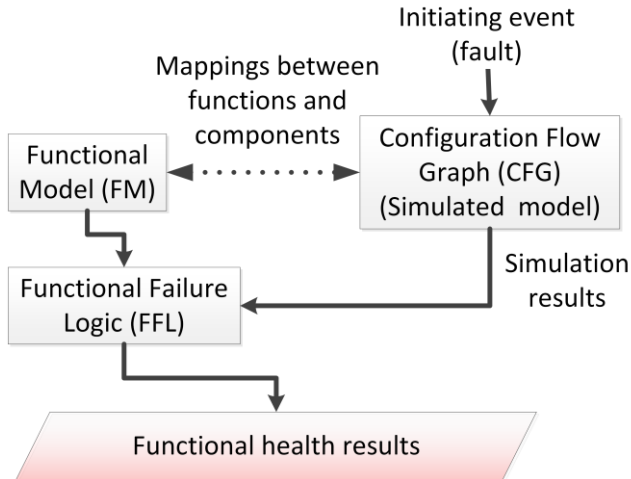 Initiating event
(fault)
Mappings between
functions and
components
Functional
Model (FM)
Configuration Flow
Graph (CFG)
(Simulated model)
Simulation
results
Functional Failure
Logic (FFL)
Functional health results